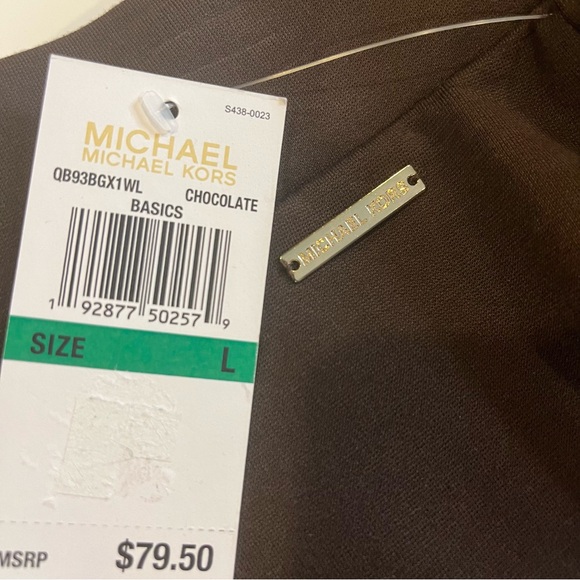 S438-0023
MICHAEL
MICHAEL KORS
QB93BGX1WL CHOCOLATE
BASICS
1 92877 50257 9
SIZE L
MSRP $79.50
MICHAEL KORS